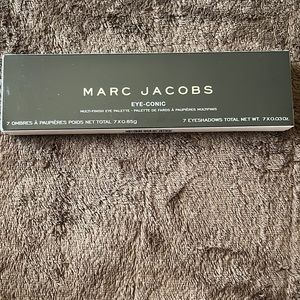 MARC JACOBS
EYE-CONIC
MULTI-FINISH EYE PALETTE - PALETTE DE FARDS À PAUPIÈRES MULTIFINIS
7 OMBRES À PAUPIÈRES POIDS NET TOTAL 7 X 0.85g 7 EYESHADOWS TOTAL NET WT. 7 X 0.03 Oz.